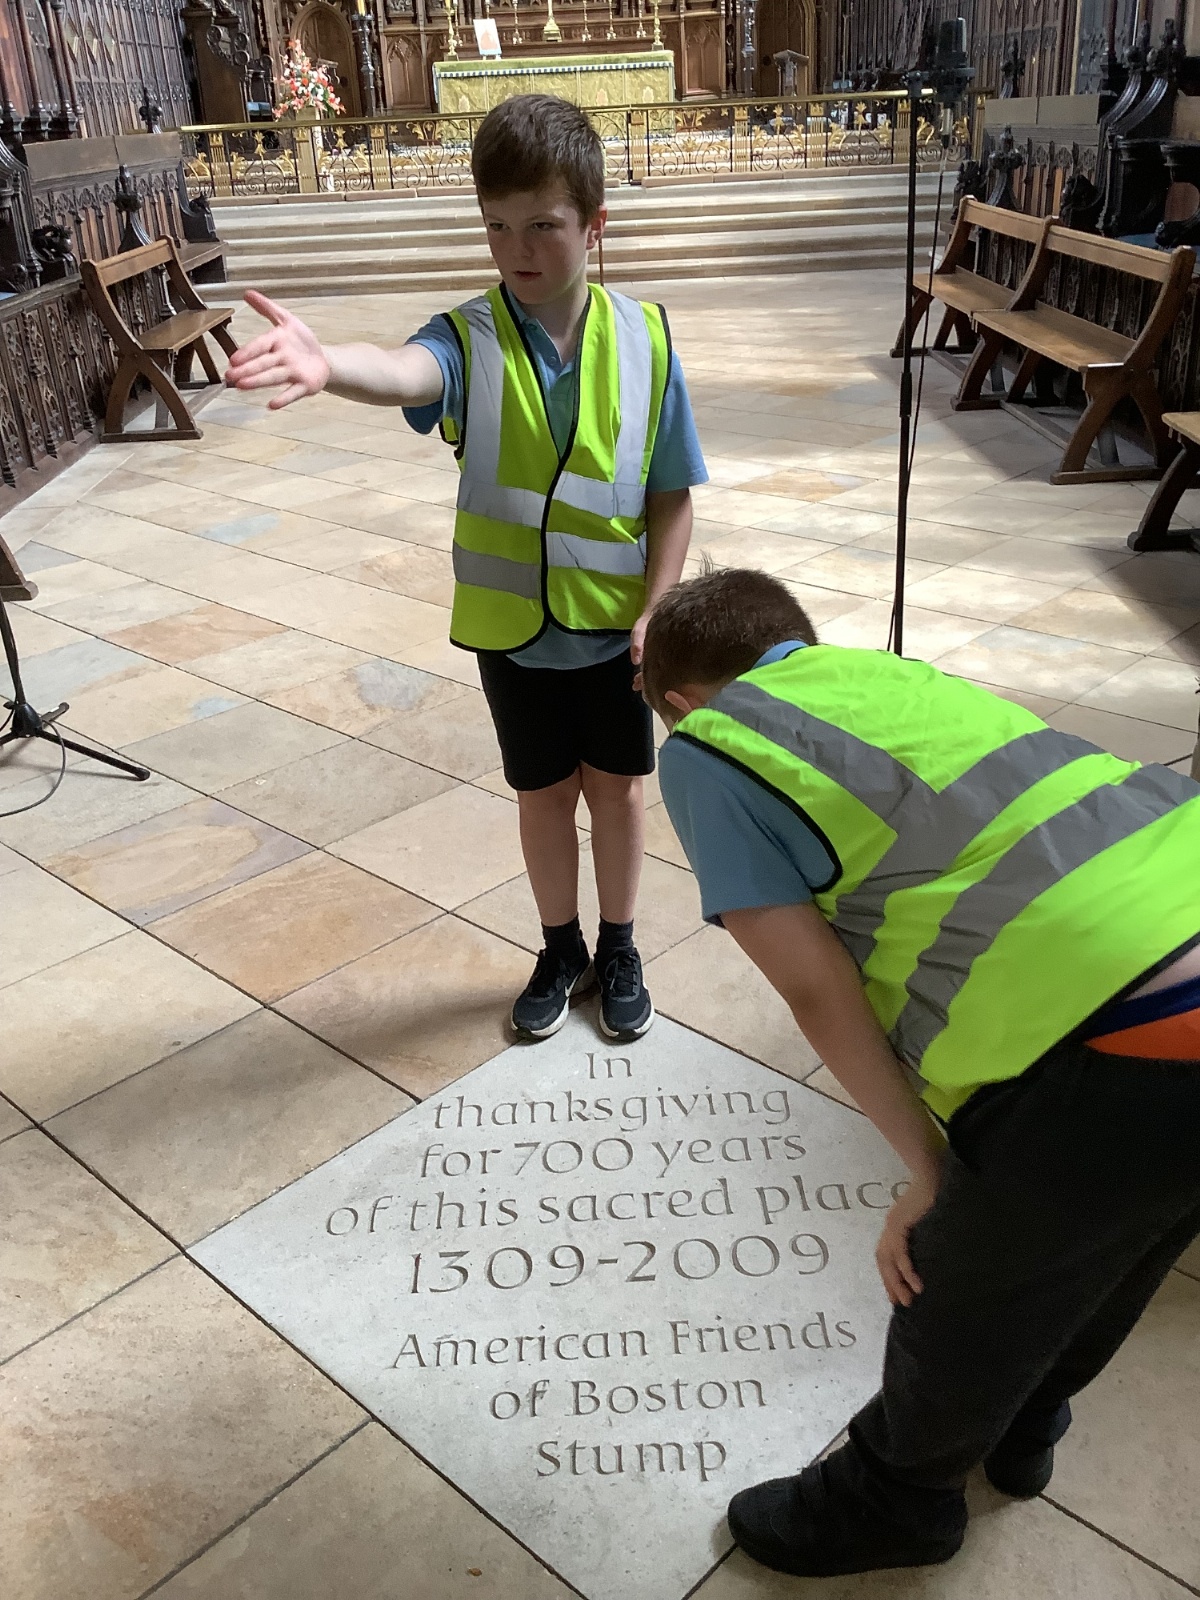 In
thanksgiving
for 700 years
of this sacred place
1309-2009
American Friends
of Boston
Stump